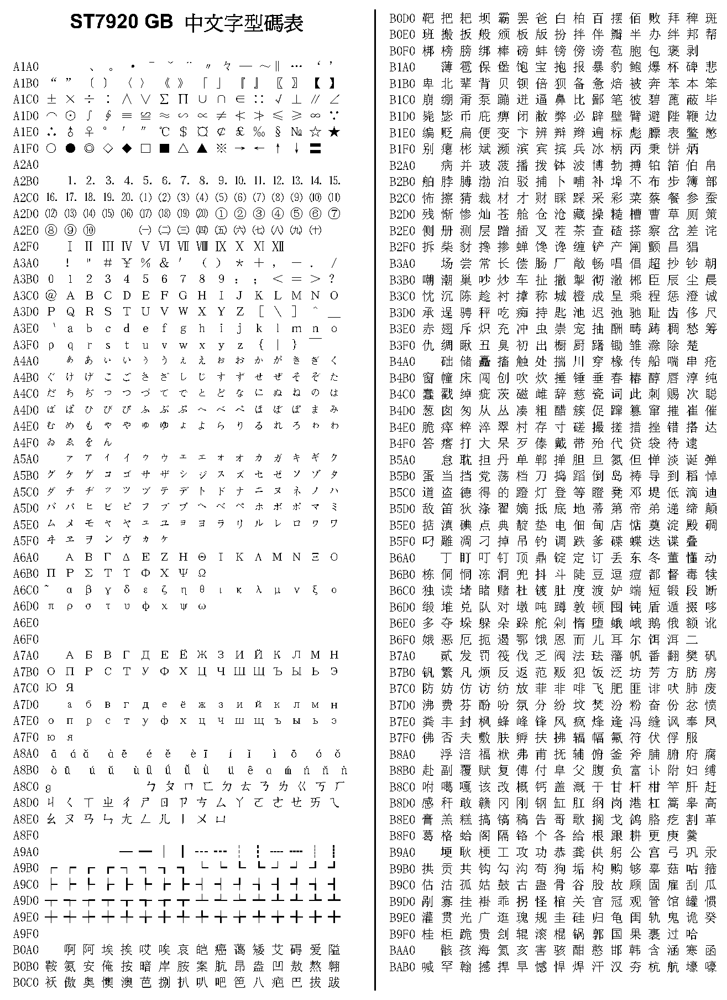 ST7920 GB 中文字型碼表
A1A0 、 。 · ˉ ˇ ¨ 〃 々 — ～ ‖ … ‘ ’
A1B0 “ ” 〔 〕 〈 〉 《 》 「 」 『 』 〖 〗 【 】
A1C0 ± × ÷ ∶ ∧ ∨ ∑ ∏ ∪ ∩ ∈ ∷ √ ⊥ ∥ ∠
A1D0 ⌒ ⊙ ∫ ∮ ≡ ≌ ≈ ∽ ∝ ≠ ≮ ≯ ≤ ≥ ∞ ∵
A1E0 ∴ ♂ ♀ ° ′ ″ ℃ $ ¤ ￠ ￡ ‰ § № ☆ ★
A1F0 ○ ● ◎ ◇ ◆ □ ■ △ ▲ ※ → ← ↑ ↓ 〓
A2A0
A2B0 1. 2. 3. 4. 5. 6. 7. 8. 9. 10. 11. 12. 13. 14. 15.
A2C0 16. 17. 18. 19. 20. ⑴ ⑵ ⑶ ⑷ ⑸ ⑹ ⑺ ⑻ ⑼ ⑽ ⑾
A2D0 ⑿ ⒀ ⒁ ⒂ ⒃ ⒄ ⒅ ⒆ ⒇ ① ② ③ ④ ⑤ ⑥ ⑦
A2E0 ⑧ ⑨ ⑩ ㈠ ㈡ ㈢ ㈣ ㈤ ㈥ ㈦ ㈧ ㈨ ㈩
A2F0 Ⅰ Ⅱ Ⅲ Ⅳ Ⅴ Ⅵ Ⅶ Ⅷ Ⅸ Ⅹ Ⅺ Ⅻ
A3A0 ! " # ¥ % & ' ( ) * + , - . /
A3B0 0 1 2 3 4 5 6 7 8 9 : ; < = > ?
A3C0 @ A B C D E F G H I J K L M N O
A3D0 P Q R S T U V W X Y Z [ \ ] ^ _
A3E0 ` a b c d e f g h i j k l m n o
A3F0 p q r s t u v w x y z { | } ￣
A4A0 ぁ あ ぃ い ぅ う ぇ え ぉ お か が き ぎ く
A4B0 ぐ け げ こ ご さ ざ し じ す ず せ ぜ そ ぞ た
A4C0 だ ち ぢ っ つ づ て で と ど な に ぬ ね の は
A4D0 ば ぱ ひ び ぴ ふ ぶ ぷ へ べ ぺ ほ ぼ ぽ ま み
A4E0 む め も ゃ や ゅ ゆ ょ よ ら り る れ ろ ゎ わ
A4F0 ゐ ゑ を ん
A5A0 ァ ア ィ イ ゥ ウ ェ エ ォ オ カ ガ キ ギ ク
A5B0 グ ケ ゲ コ ゴ サ ザ シ ジ ス ズ セ ゼ ソ ゾ タ
A5C0 ダ チ ヂ ッ ツ ヅ テ デ ト ド ナ ニ ヌ ネ ノ ハ
A5D0 バ パ ヒ ビ ピ フ ブ プ ヘ ベ ペ ホ ボ ポ マ ミ
A5E0 ム メ モ ャ ヤ ュ ユ ョ ヨ ラ リ ル レ ロ ヮ ワ
A5F0 ヰ ヱ ヲ ン ヴ ヵ ヶ
A6A0 Α Β Γ Δ Ε Ζ Η Θ Ι Κ Λ Μ Ν Ξ Ο
A6B0 Π Ρ Σ Τ Υ Φ Χ Ψ Ω
A6C0 ~ α β γ δ ε ζ η θ ι κ λ μ ν ξ ο
A6D0 π ρ σ τ υ φ χ ψ ω
A6E0
A6F0
A7A0 А Б В Г Д Е Ё Ж З И Й К Л М Н
A7B0 О П Р С Т У Ф Х Ц Ч Ш Щ Ъ Ы Ь Э
A7C0 Ю Я
A7D0 а б в г д е ё ж з и й к л м н
A7E0 о п р с т у ф х ц ч ш щ ъ ы ь э
A7F0 ю я
A8A0 ā á ǎ à ē é ě è ī í ǐ ì ō ó ǒ
A8B0 ò ū ú ǔ ù ǖ ǘ ǚ ǜ ü ê ɑ ḿ ń ň ǹ
A8C0 ɡ ㄅ ㄆ ㄇ ㄈ ㄉ ㄊ ㄋ ㄌ ㄍ ㄎ ㄏ
A8D0 ㄐ ㄑ ㄒ ㄓ ㄔ ㄕ ㄖ ㄗ ㄘ ㄙ ㄚ ㄛ ㄜ ㄝ ㄞ ㄟ
A8E0 ㄠ ㄡ ㄢ ㄣ ㄤ ㄥ ㄦ ㄧ ㄨ ㄩ
A8F0
A9A0 ─ ━ │ ┃ ┄ ┅ ┆ ┇ ┈ ┉ ┊ ┋
A9B0 ┌ ┍ ┎ ┏ ┐ ┑ ┒ ┓ └ ┕ ┖ ┗ ┘ ┙ ┚ ┛
A9C0 ├ ┝ ┞ ┟ ┠ ┡ ┢ ┣ ┤ ┥ ┦ ┧ ┨ ┩ ┪ ┫
A9D0 ┬ ┭ ┮ ┯ ┰ ┱ ┲ ┳ ┴ ┵ ┶ ┷ ┸ ┹ ┺ ┻
A9E0 ┼ ┽ ┾ ┿ ╀ ╁ ╂ ╃ ╄ ╅ ╆ ╇ ╈ ╉ ╊ ╋
A9F0
B0A0 啊 阿 埃 挨 哎 唉 哀 皑 癌 蔼 矮 艾 碍 爱 隘
B0B0 鞍 氨 安 俺 按 暗 岸 胺 案 肮 昂 盎 凹 敖 熬 翱
B0C0 袄 傲 奥 懊 澳 芭 捌 扒 叭 吧 笆 八 疤 巴 拔 跋
B0D0 靶 把 耙 坝 霸 罢 爸 白 柏 百 摆 佰 败 拜 稗 斑
B0E0 班 搬 扳 般 颁 板 版 扮 拌 伴 瓣 半 办 绊 邦 帮
B0F0 梆 榜 膀 绑 棒 磅 蚌 镑 傍 谤 苞 胞 包 褒 剥
B1A0 薄 雹 保 堡 饱 宝 抱 报 暴 豹 鲍 爆 杯 碑 悲
B1B0 卑 北 辈 背 贝 钡 倍 狈 备 惫 焙 被 奔 苯 本 笨
B1C0 崩 绷 甭 泵 蹦 迸 逼 鼻 比 鄙 笔 彼 碧 蓖 蔽 毕
B1D0 毙 毖 币 庇 痹 闭 敝 弊 必 辟 壁 臂 避 陛 鞭 边
B1E0 编 贬 扁 便 变 卞 辨 辩 辫 遍 标 彪 膘 表 鳖 憋
B1F0 别 瘪 彬 斌 濒 滨 宾 摈 兵 冰 柄 丙 秉 饼 炳
B2A0 病 并 玻 菠 播 拨 钵 波 博 勃 搏 铂 箔 伯 帛
B2B0 舶 脖 膊 渤 泊 驳 捕 卜 哺 补 埠 不 布 步 簿 部
B2C0 怖 擦 猜 裁 材 才 财 睬 踩 采 彩 菜 蔡 餐 参 蚕
B2D0 残 惭 惨 灿 苍 舱 仓 沧 藏 操 糙 槽 曹 草 厕 策
B2E0 侧 册 测 层 蹭 插 叉 茬 茶 查 碴 搽 察 岔 差 诧
B2F0 拆 柴 豺 搀 掺 蝉 馋 谗 缠 铲 产 阐 颤 昌 猖
B3A0 场 尝 常 长 偿 肠 厂 敞 畅 唱 倡 超 抄 钞 朝
B3B0 嘲 潮 巢 吵 炒 车 扯 撤 掣 彻 澈 郴 臣 辰 尘 晨
B3C0 忱 沉 陈 趁 衬 撑 称 城 橙 成 呈 乘 程 惩 澄 诚
B3D0 承 逞 骋 秤 吃 痴 持 匙 池 迟 弛 驰 耻 齿 侈 尺
B3E0 赤 翅 斥 炽 充 冲 虫 崇 宠 抽 酬 畴 踌 稠 愁 筹
B3F0 仇 绸 瞅 丑 臭 初 出 橱 厨 躇 锄 雏 滁 除 楚
B4A0 础 储 矗 搐 触 处 揣 川 穿 椽 传 船 喘 串 疮
B4B0 窗 幢 床 闯 创 吹 炊 捶 锤 垂 春 椿 醇 唇 淳 纯
B4C0 蠢 戳 绰 疵 茨 磁 雌 辞 慈 瓷 词 此 刺 赐 次 聪
B4D0 葱 囱 匆 从 丛 凑 粗 醋 簇 促 蹿 篡 窜 摧 崔 催
B4E0 脆 瘁 粹 淬 翠 村 存 寸 磋 撮 搓 措 挫 错 搭 达
B4F0 答 瘩 打 大 呆 歹 傣 戴 带 殆 代 贷 袋 待 逮
B5A0 怠 耽 担 丹 单 郸 掸 胆 旦 氮 但 惮 淡 诞 弹
B5B0 蛋 当 挡 党 荡 档 刀 捣 蹈 倒 岛 祷 导 到 稻 悼
B5C0 道 盗 德 得 的 蹬 灯 登 等 瞪 凳 邓 堤 低 滴 迪
B5D0 敌 笛 狄 涤 翟 嫡 抵 底 地 蒂 第 帝 弟 递 缔 颠
B5E0 掂 滇 碘 点 典 靛 垫 电 佃 甸 店 惦 奠 淀 殿 碉
B5F0 叼 雕 凋 刁 掉 吊 钓 调 跌 爹 碟 蝶 迭 谍 叠
B6A0 丁 盯 叮 钉 顶 鼎 锭 定 订 丢 东 冬 董 懂 动
B6B0 栋 侗 恫 冻 洞 兜 抖 斗 陡 豆 逗 痘 都 督 毒 犊
B6C0 独 读 堵 睹 赌 杜 镀 肚 度 渡 妒 端 短 锻 段 断
B6D0 缎 堆 兑 队 对 墩 吨 蹲 敦 顿 囤 钝 盾 遁 掇 哆
B6E0 多 夺 垛 躲 朵 跺 舵 剁 惰 堕 蛾 峨 鹅 俄 额 讹
B6F0 娥 恶 厄 扼 遏 鄂 饿 恩 而 儿 耳 尔 饵 洱 二
B7A0 贰 发 罚 筏 伐 乏 阀 法 珐 藩 帆 番 翻 樊 矾
B7B0 钒 繁 凡 烦 反 返 范 贩 犯 饭 泛 坊 芳 方 肪 房
B7C0 防 妨 仿 访 纺 放 菲 非 啡 飞 肥 匪 诽 吠 肺 废
B7D0 沸 费 芬 酚 吩 氛 分 纷 坟 焚 汾 粉 奋 份 忿 愤
B7E0 粪 丰 封 枫 蜂 峰 锋 风 疯 烽 逢 冯 缝 讽 奉 凤
B7F0 佛 否 夫 敷 肤 孵 扶 拂 辐 幅 氟 符 伏 俘 服
B8A0 浮 涪 福 袱 弗 甫 抚 辅 俯 釜 斧 脯 腑 府 腐
B8B0 赴 副 覆 赋 复 傅 付 阜 父 腹 负 富 讣 附 妇 缚
B8C0 咐 噶 嘎 该 改 概 钙 盖 溉 干 甘 杆 柑 竿 肝 赶
B8D0 感 秆 敢 赣 冈 刚 钢 缸 肛 纲 岗 港 杠 篙 皋 高
B8E0 膏 羔 糕 搞 镐 稿 告 哥 歌 搁 戈 鸽 胳 疙 割 革
B8F0 葛 格 蛤 阁 隔 铬 个 各 给 根 跟 耕 更 庚 羹
B9A0 埂 耿 梗 工 攻 功 恭 龚 供 躬 公 宫 弓 巩 汞
B9B0 拱 贡 共 钩 勾 沟 苟 狗 垢 构 购 够 辜 菇 咕 箍
B9C0 估 沽 孤 姑 鼓 古 蛊 骨 谷 股 故 顾 固 雇 刮 瓜
B9D0 剐 寡 挂 褂 乖 拐 怪 棺 关 官 冠 观 管 馆 罐 惯
B9E0 灌 贯 光 广 逛 瑰 规 圭 硅 归 龟 闺 轨 鬼 诡 癸
B9F0 桂 柜 跪 贵 刽 辊 滚 棍 锅 郭 国 果 裹 过 哈
BAA0 骸 孩 海 氦 亥 害 骇 酣 憨 邯 韩 含 涵 寒 函
BAB0 喊 罕 翰 撼 捍 旱 憾 悍 焊 汗 汉 夯 杭 航 壕 嚎